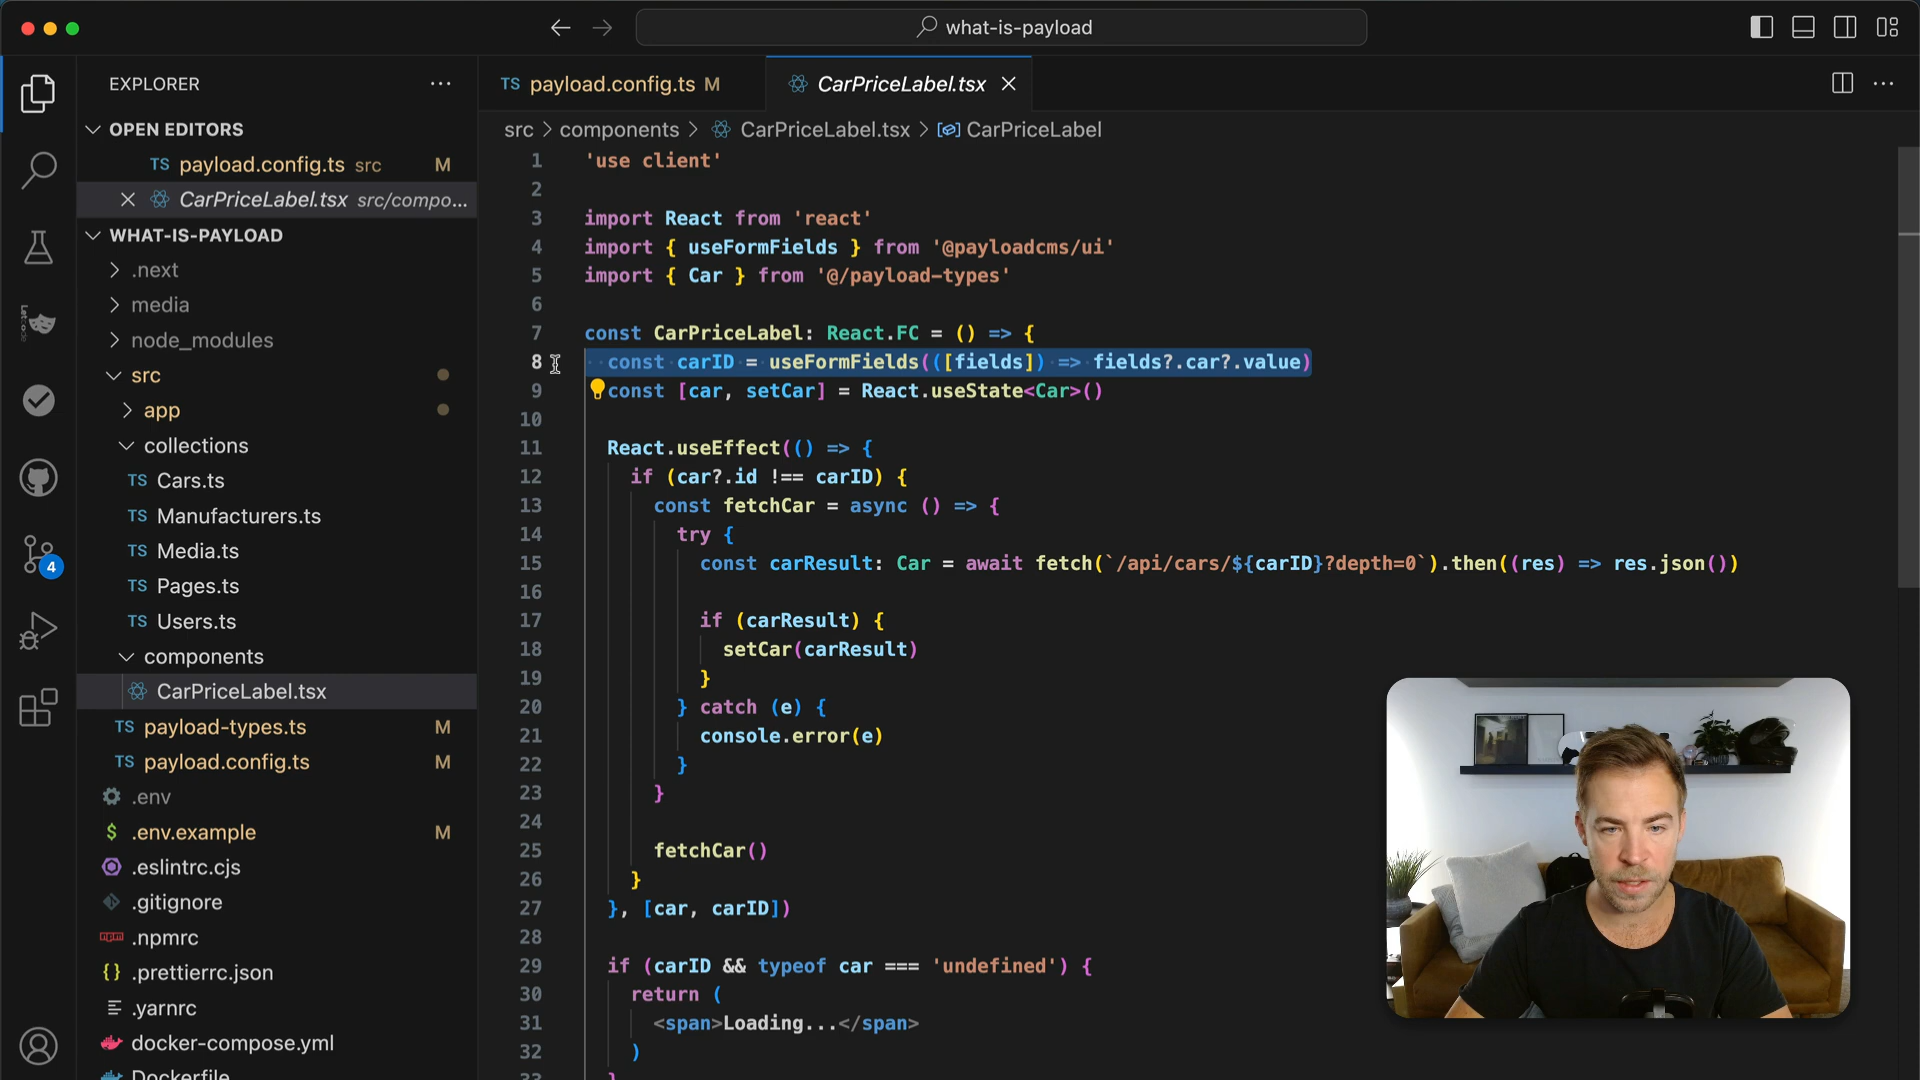 what-is-payload
EXPLORER
OPEN EDITORS
TS payload.config.ts src M
CarPriceLabel.tsx src/compo...
WHAT-IS-PAYLOAD
.next
media
node_modules
src
app
collections
TS Cars.ts
TS Manufacturers.ts
TS Media.ts
TS Pages.ts
TS Users.ts
components
CarPriceLabel.tsx
TS payload-types.ts M
TS payload.config.ts M
.env
$ .env.example M
.eslintrc.cjs
.gitignore
npm .npmrc
{} .prettierrc.json
.yarnrc
docker-compose.yml
Dockerfile
4
TS payload.config.ts M
CarPriceLabel.tsx
src > components > CarPriceLabel.tsx > CarPriceLabel
1 'use client'
2
3 import React from 'react'
4 import { useFormFields } from '@payloadcms/ui'
5 import { Car } from '@/payload-types'
6
7 const CarPriceLabel: React.FC = () => {
8 const carID = useFormFields(([fields]) => fields?.car?.value)
9 const [car, setCar] = React.useState<Car>()
10
11 React.useEffect(() => {
12 if (car?.id !== carID) {
13 const fetchCar = async () => {
14 try {
15 const carResult: Car = await fetch(`/api/cars/${carID}?depth=0`).then((res) => res.json())
16
17 if (carResult) {
18 setCar(carResult)
19 }
20 } catch (e) {
21 console.error(e)
22 }
23 }
24
25 fetchCar()
26 }
27 }, [car, carID])
28
29 if (carID && typeof car === 'undefined') {
30 return (
31 <span>Loading...</span>
32 )
33 }